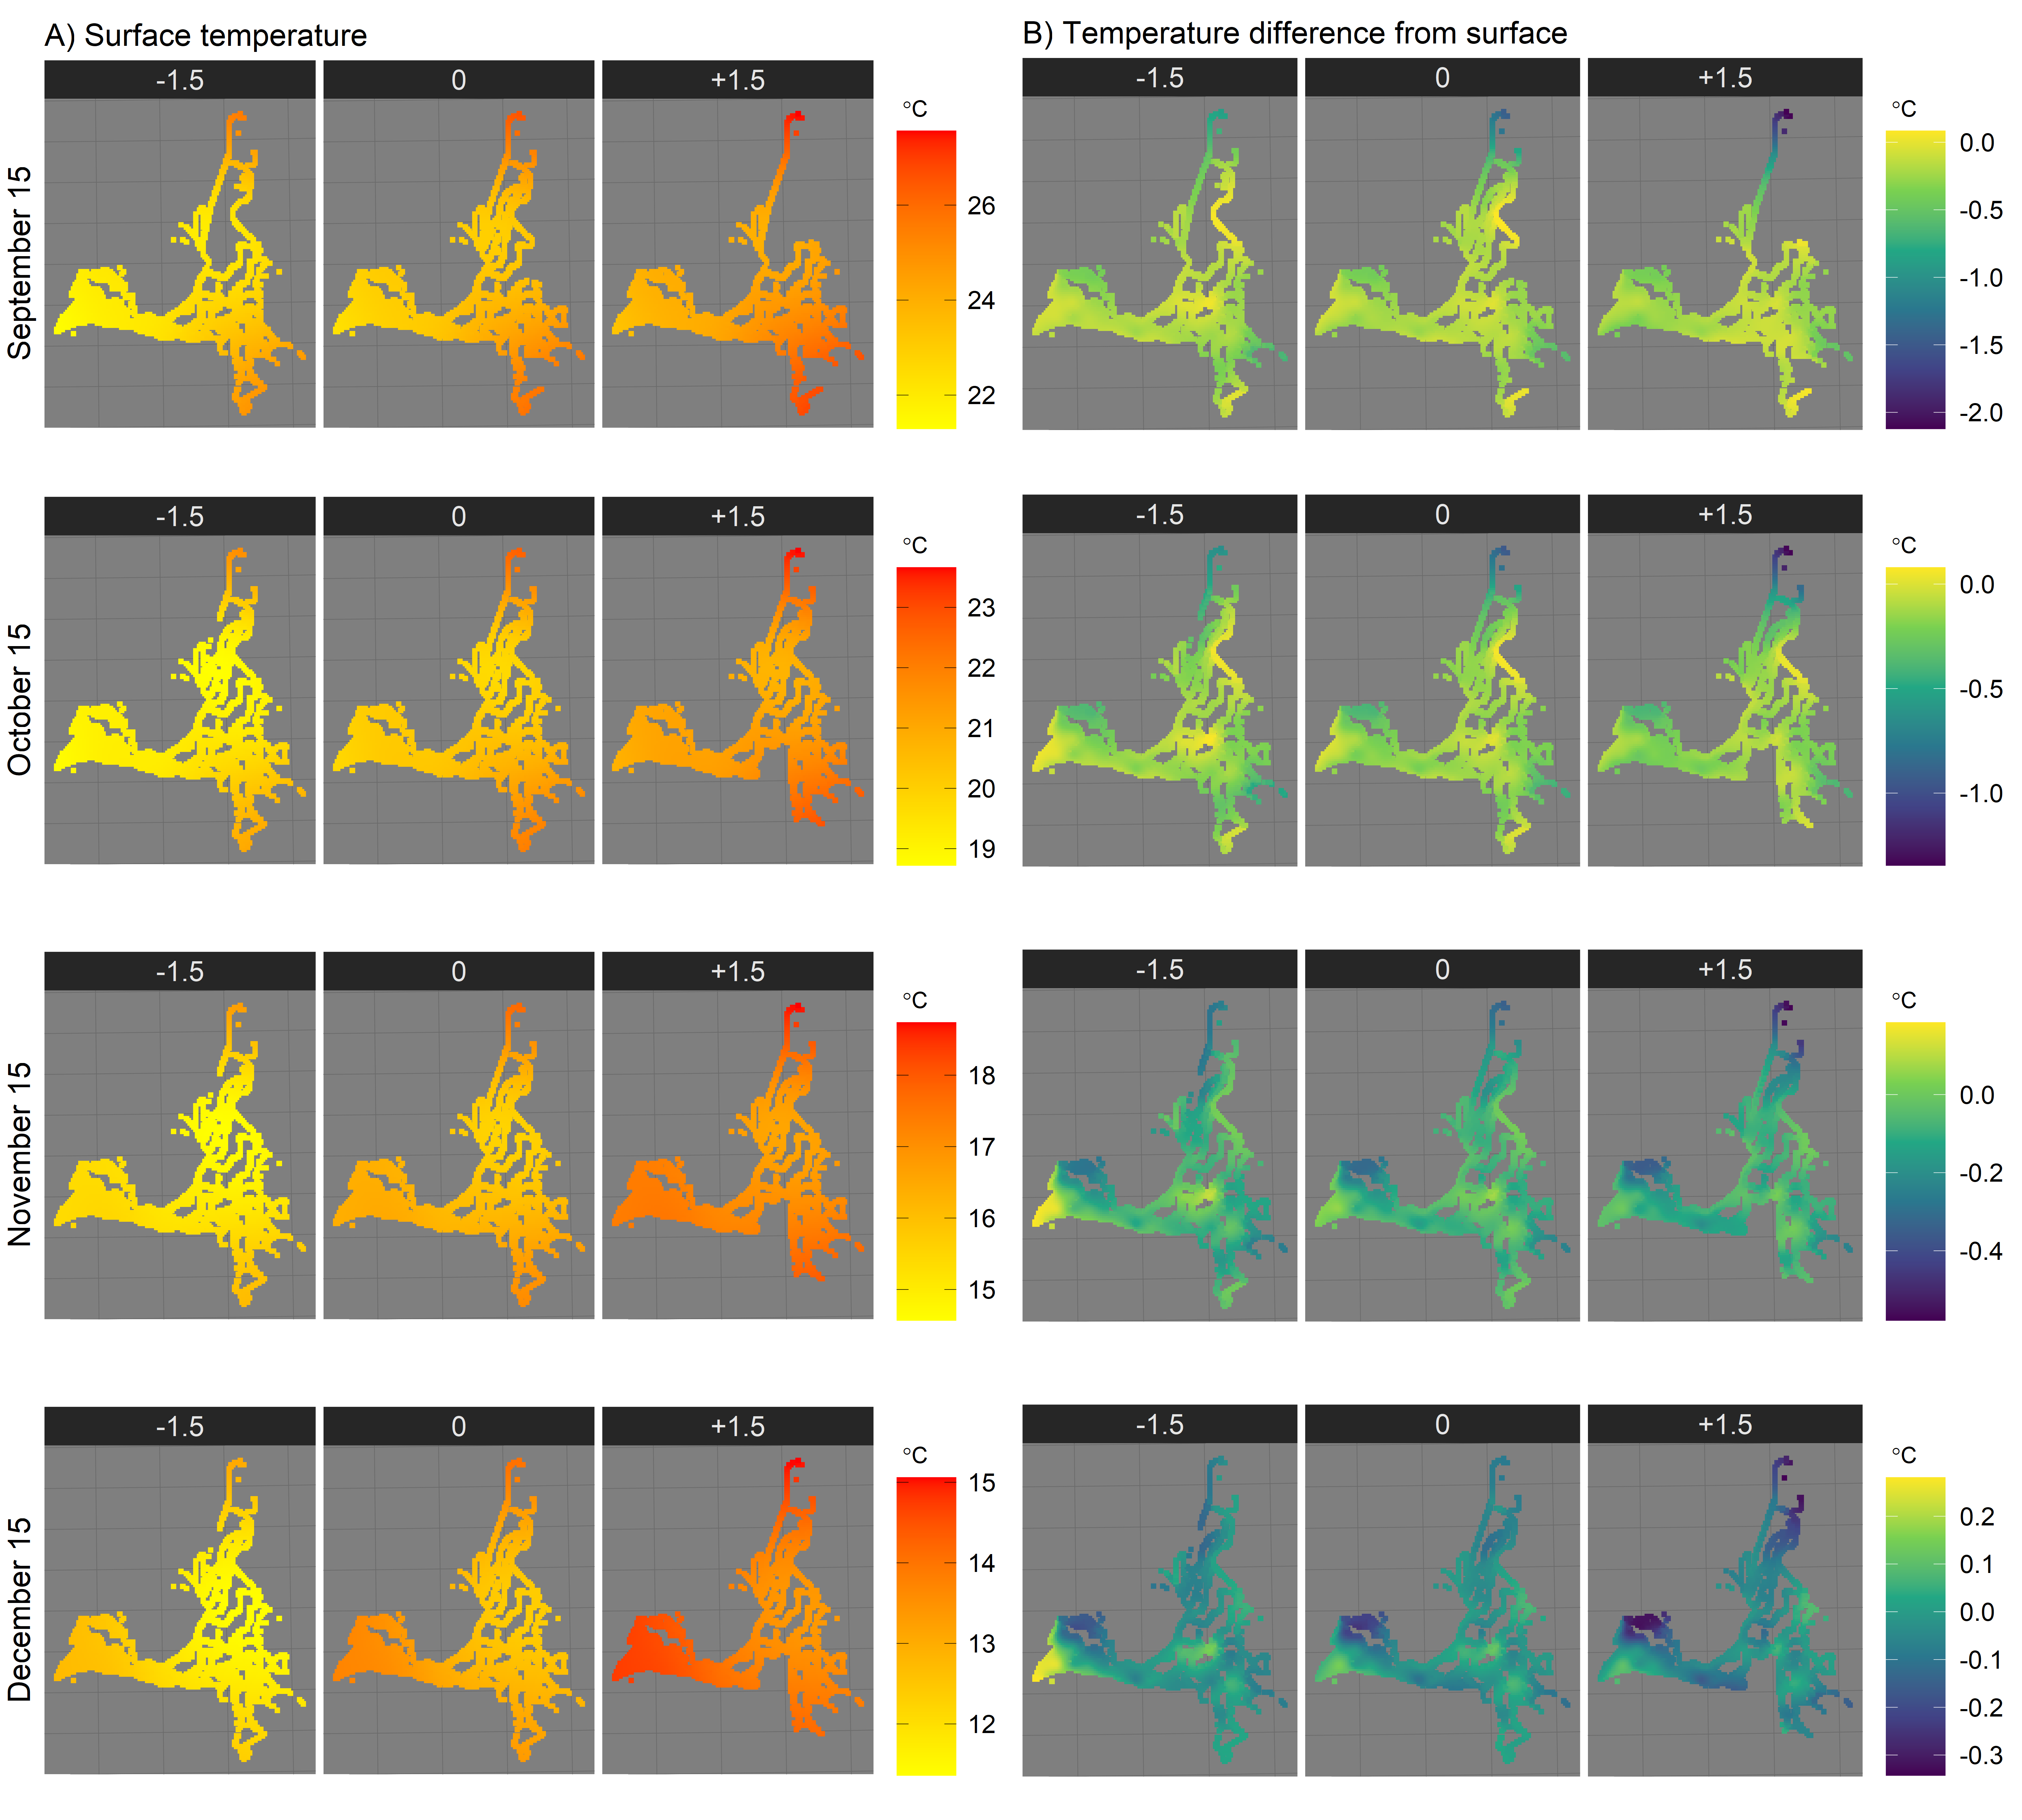 A) Surface temperature
B) Temperature difference from surface
September 15
-1.5 0 +1.5
°C
26
24
22
-1.5 0 +1.5
°C
0.0
-0.5
-1.0
-1.5
-2.0
October 15
-1.5 0 +1.5
°C
23
22
21
20
19
-1.5 0 +1.5
°C
0.0
-0.5
-1.0
November 15
-1.5 0 +1.5
°C
18
17
16
15
-1.5 0 +1.5
°C
0.0
-0.2
-0.4
December 15
-1.5 0 +1.5
°C
15
14
13
12
-1.5 0 +1.5
°C
0.2
0.1
0.0
-0.1
-0.2
-0.3